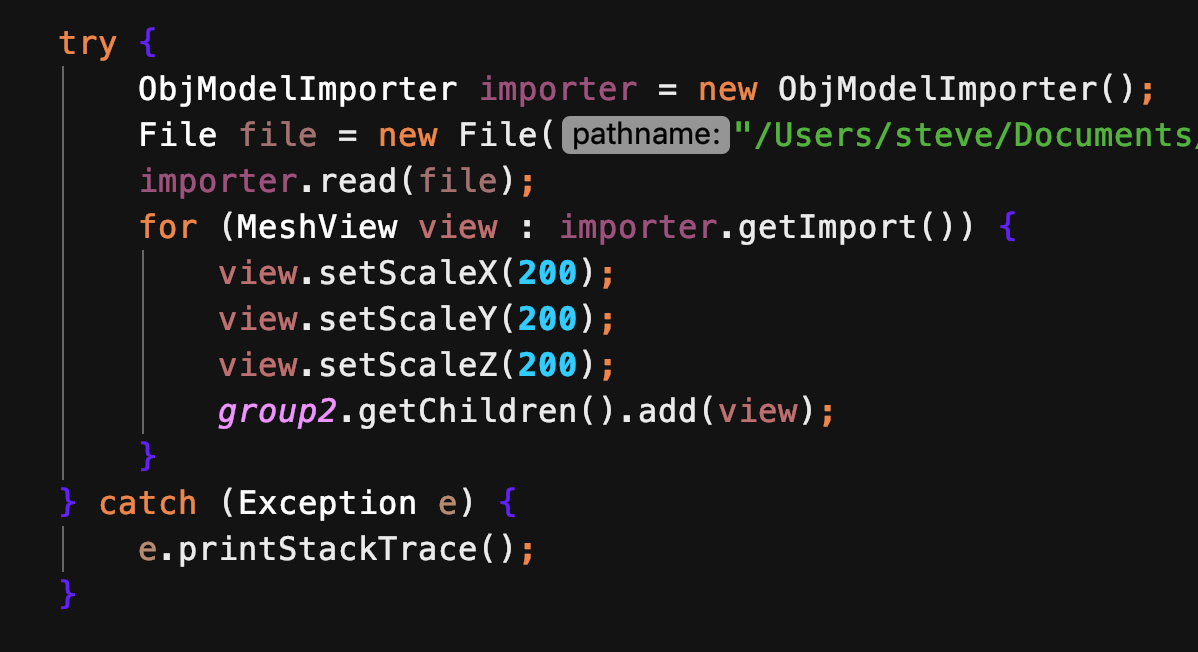 try {
ObjModelImporter importer = new ObjModelImporter();
File file = new File( pathname: "/Users/steve/Documents/
importer.read(file);
for (MeshView view : importer.getImport()) {
view.setScaleX(200);
view.setScaleY(200);
view.setScaleZ(200);
group2.getChildren().add(view);
}
} catch (Exception e) {
e.printStackTrace();
}